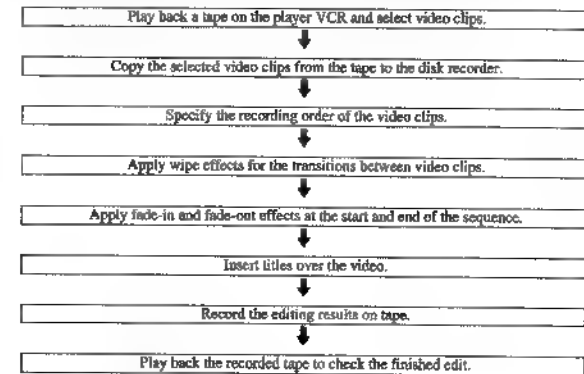 Play back a tape on the player VCR and select video clips.
Copy the selected video clips from the tape to the disk recorder.
Specify the recording order of the video clips.
Apply wipe effects for the transitions between video clips.
Apply fade-in and fade-out effects at the start and end of the sequence.
Insert titles over the video.
Record the editing results on tape.
Play back the recorded tape to check the finished edit.